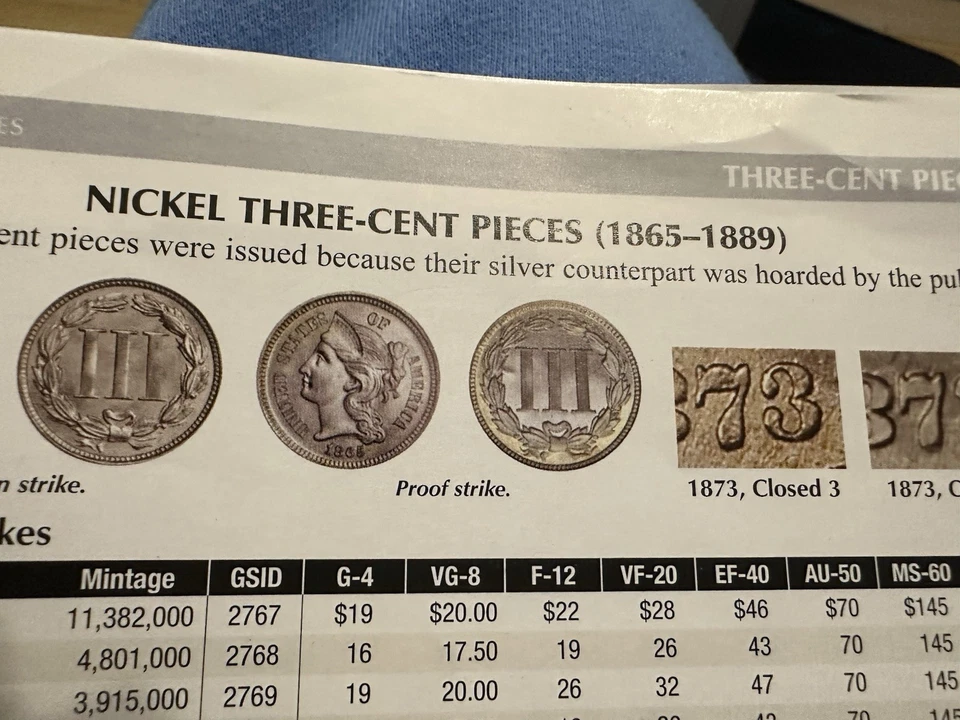 ES
THREE-CENT PIE
NICKEL THREE-CENT PIECES (1865–1889)
ent pieces were issued because their silver counterpart was hoarded by the pu
III
UNITED STATES OF AMERICA
1865
III
873
37
n strike.
Proof strike.
1873, Closed 3
1873,
kes
Mintage GSID G-4 VG-8 F-12 VF-20 EF-40 AU-50 MS-60
11,382,000 2767 $19 $20.00 $22 $28 $46 $70 $145
4,801,000 2768 16 17.50 19 26 43 70 145
3,915,000 2769 19 20.00 26 32 47 70 145